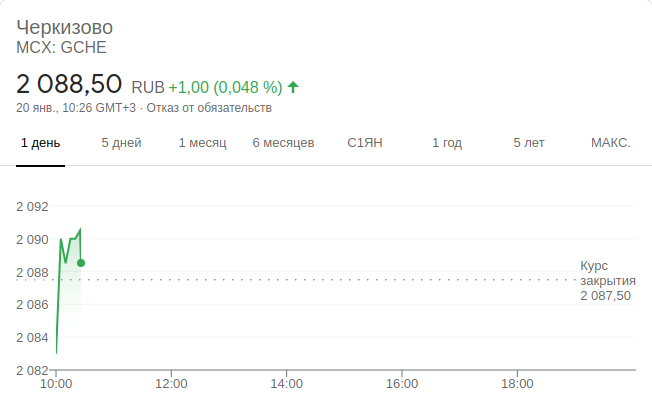 Черкизово
MCX: GCHE
2 088,50 RUB +1,00 (0,048 %)
20 янв., 10:26 GMT+3 · Отказ от обязательств
1 день 5 дней 1 месяц 6 месяцев С1ЯН 1 год 5 лет МАКС.
2 092
2 090
2 088
2 086
2 084
2 082
Курс
закрытия
2 087,50
10:00 12:00 14:00 16:00 18:00